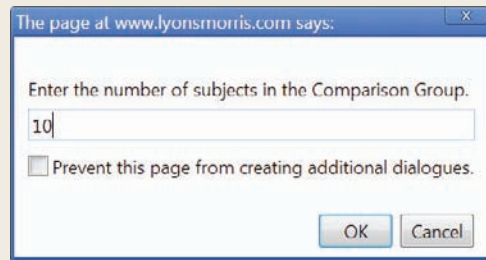 The page at www.lyonsmorris.com says:
x
Enter the number of subjects in the Comparison Group.
10
Prevent this page from creating additional dialogues.
OK Cancel